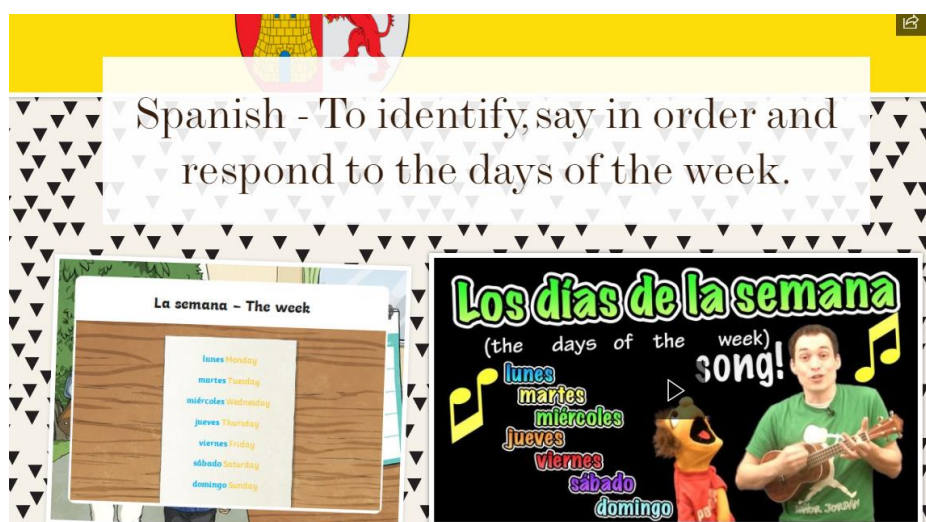 Spanish - To identify, say in order and
respond to the days of the week.
La semana – The week
lunes Monday
martes Tuesday
miércoles Wednesday
jueves Thursday
viernes Friday
sábado Saturday
domingo Sunday
Los días de la semana
(the days of the week)
song!
lunes
martes
miércoles
jueves
viernes
sábado
domingo
JORDAN